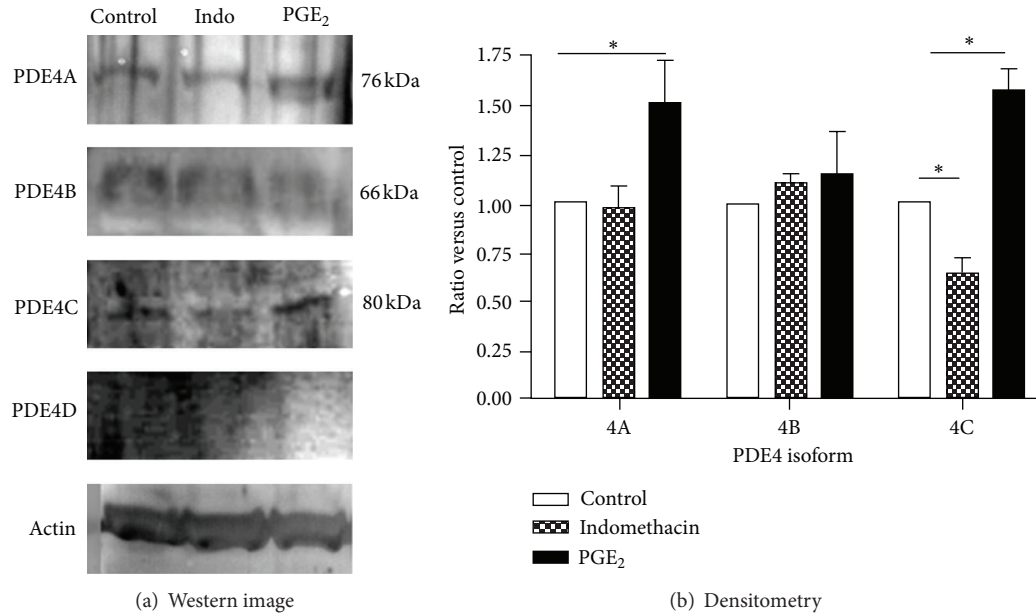 Control Indo PGE₂
PDE4A 76 kDa
PDE4B 66 kDa
PDE4C 80 kDa
PDE4D
Actin
(a) Western image
Ratio versus control
1.75
1.50
1.25
1.00
0.75
0.50
0.25
0.00
* * *
4A 4B 4C
PDE4 isoform
Control
Indomethacin
PGE₂
(b) Densitometry